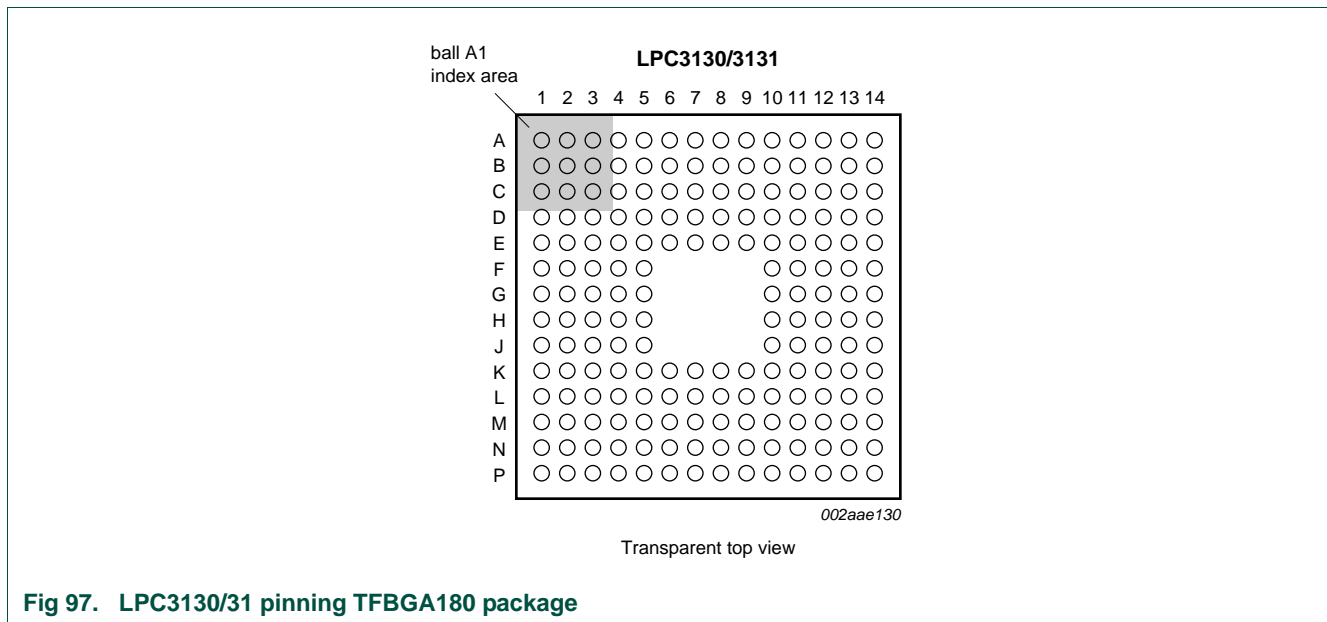 ball A1
index area
LPC3130/3131
1 2 3 4 5 6 7 8 9 10 11 12 13 14
A
B
C
D
E
F
G
H
J
K
L
M
N
P
002aae130
Transparent top view
Fig 97. LPC3130/31 pinning TFBGA180 package